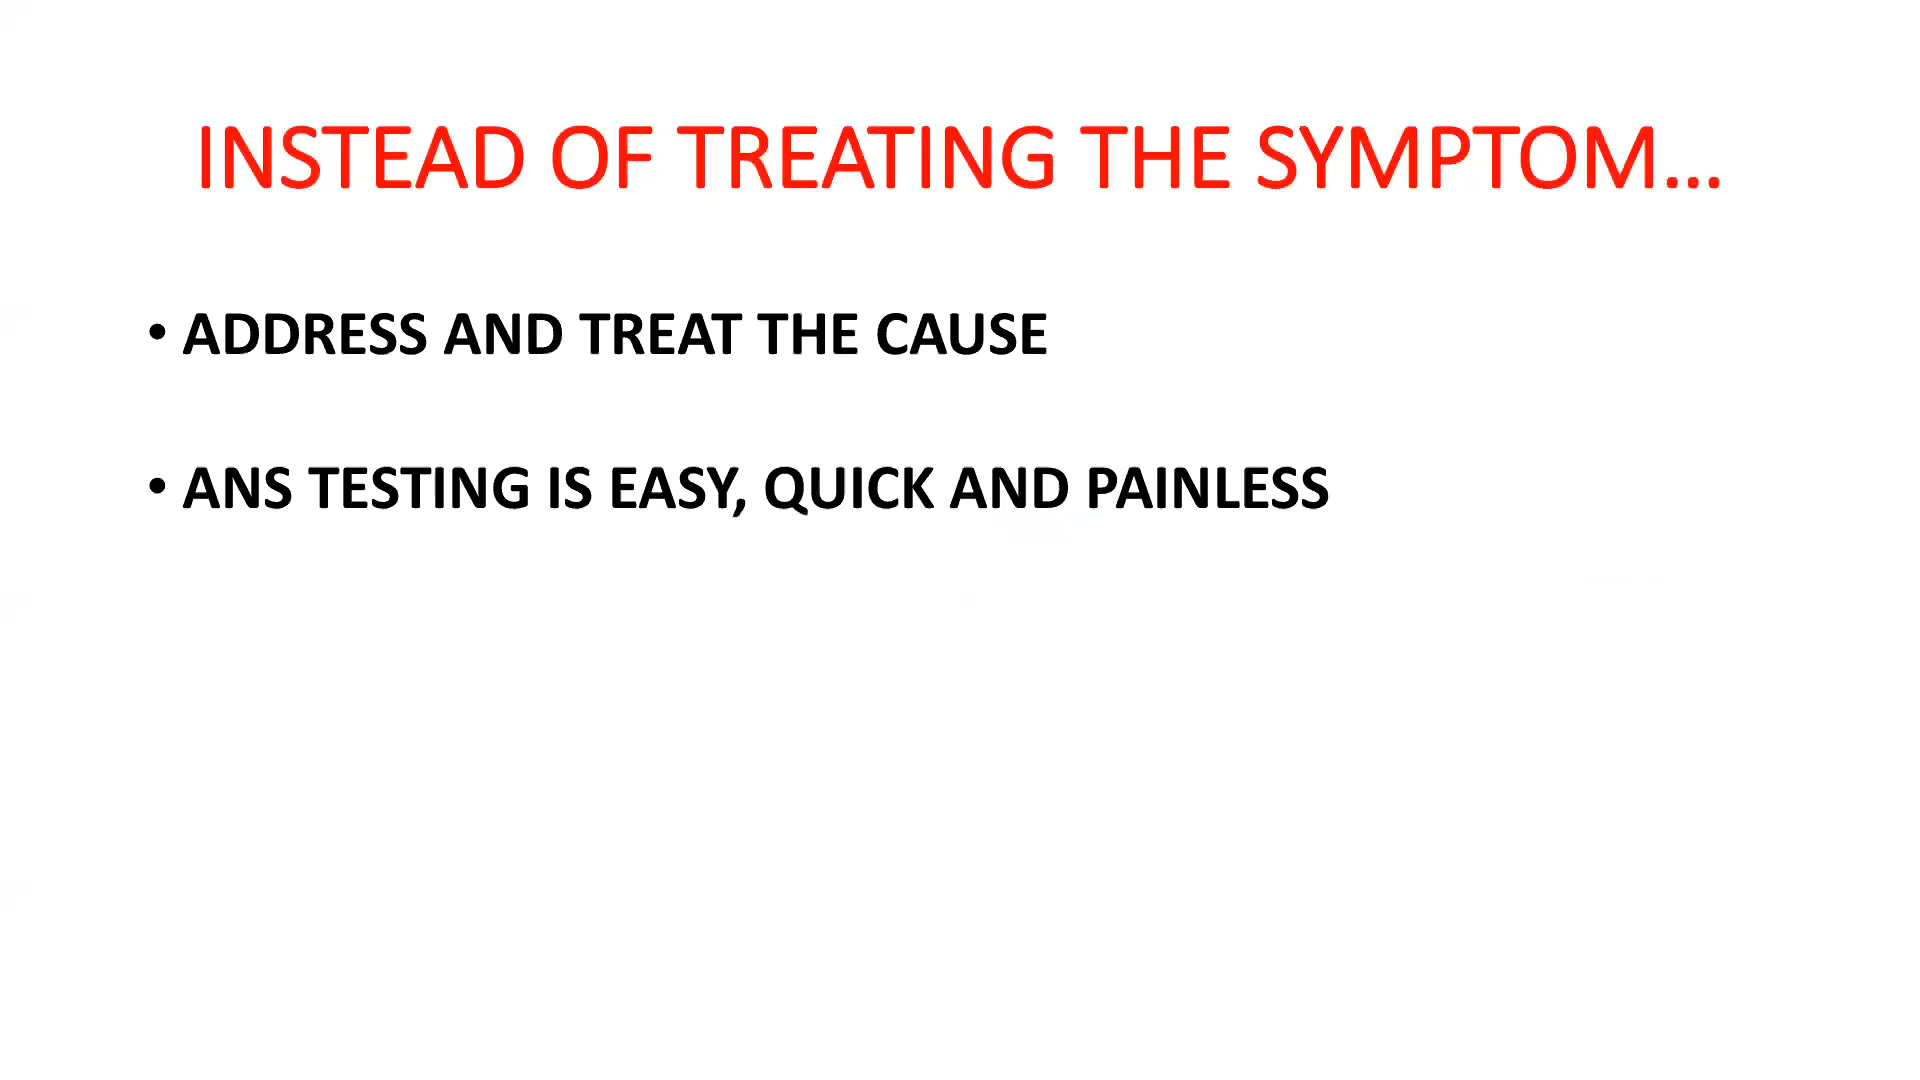 INSTEAD OF TREATING THE SYMPTOM…
• ADDRESS AND TREAT THE CAUSE
• ANS TESTING IS EASY, QUICK AND PAINLESS